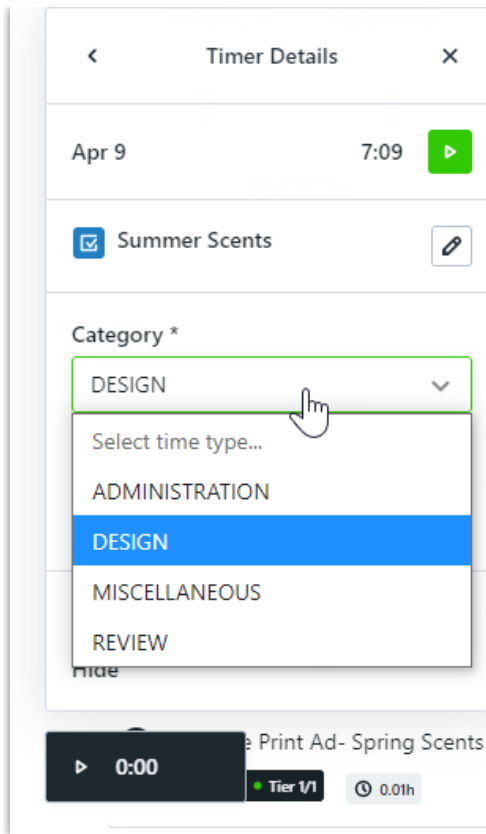 Timer Details
Apr 9 7:09
Summer Scents
Category *
DESIGN
Select time type...
ADMINISTRATION
DESIGN
MISCELLANEOUS
REVIEW
Hide
Print Ad- Spring Scents
0:00
Tier 1/1 0.01h